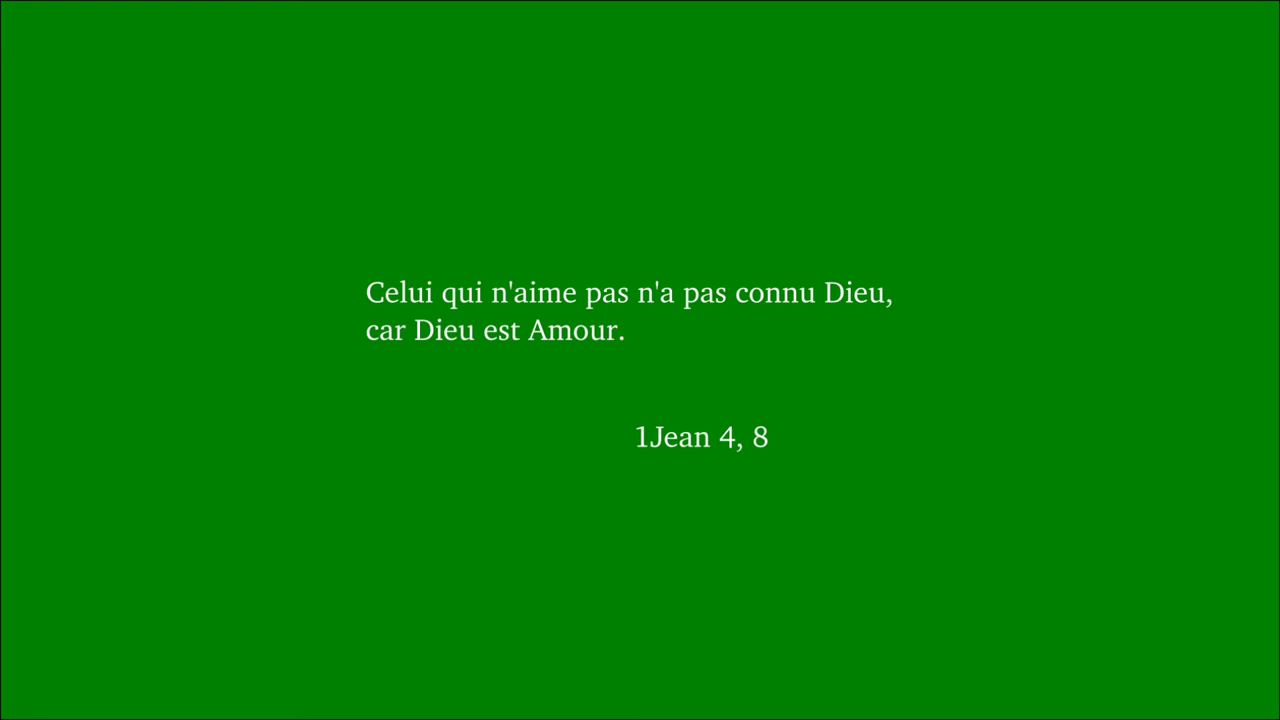 Celui qui n'aime pas n'a pas connu Dieu,
car Dieu est Amour.
1Jean 4, 8